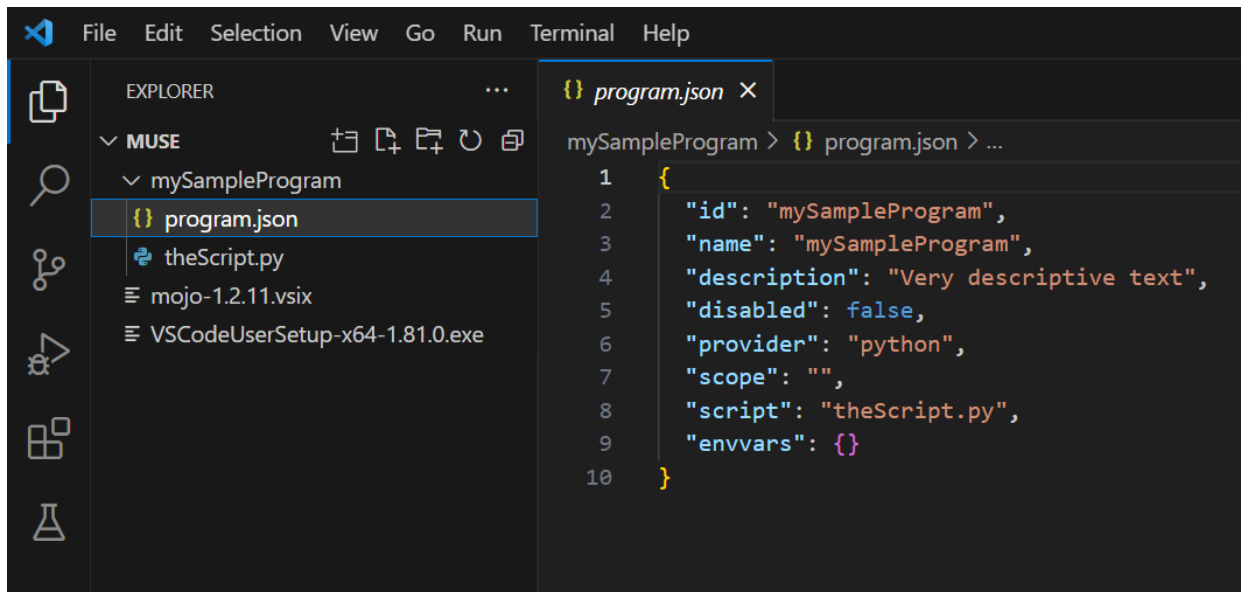 File Edit Selection View Go Run Terminal Help
EXPLORER ...
MUSE
mySampleProgram
{} program.json
theScript.py
mojo-1.2.11.vsix
VSCodeUserSetup-x64-1.81.0.exe
{} program.json ×
mySampleProgram > {} program.json > ...
1 {
2 "id": "mySampleProgram",
3 "name": "mySampleProgram",
4 "description": "Very descriptive text",
5 "disabled": false,
6 "provider": "python",
7 "scope": "",
8 "script": "theScript.py",
9 "envvars": {}
10 }